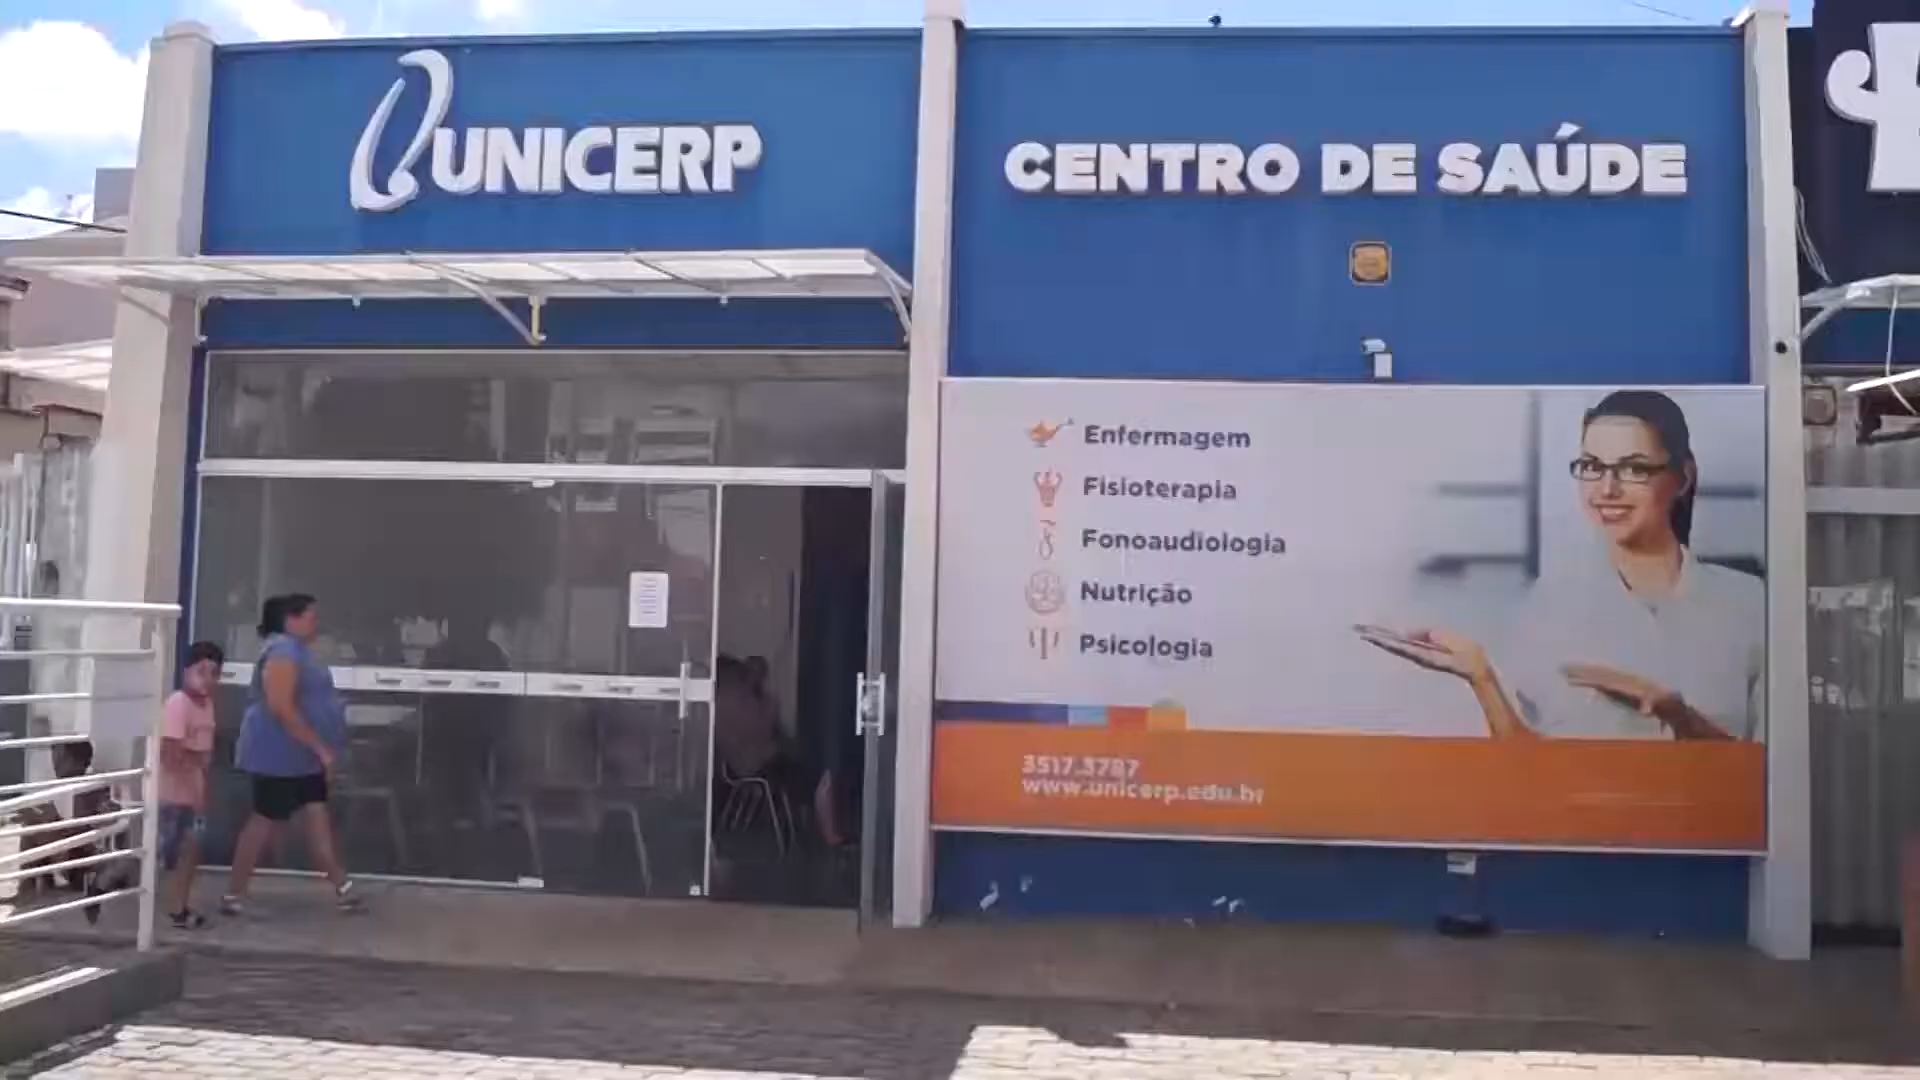 UNICERP
CENTRO DE SAÚDE
Enfermagem
Fisioterapia
Fonoaudiologia
Nutrição
Psicologia
3517.3787
www.unicerp.edu.br